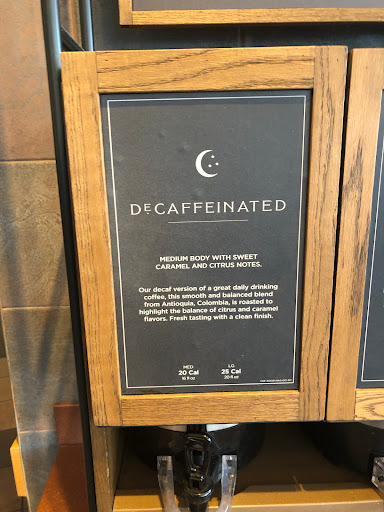 DECAFFEINATED
MEDIUM BODY WITH SWEET
CARAMEL AND CITRUS NOTES.
Our decaf version of a great daily drinking
coffee, this smooth and balanced blend
from Antioquia, Colombia, is roasted to
highlight the balance of citrus and caramel
flavors. Fresh tasting with a clean finish.
MED LG
20 Cal 25 Cal
16 fl oz 20 fl oz